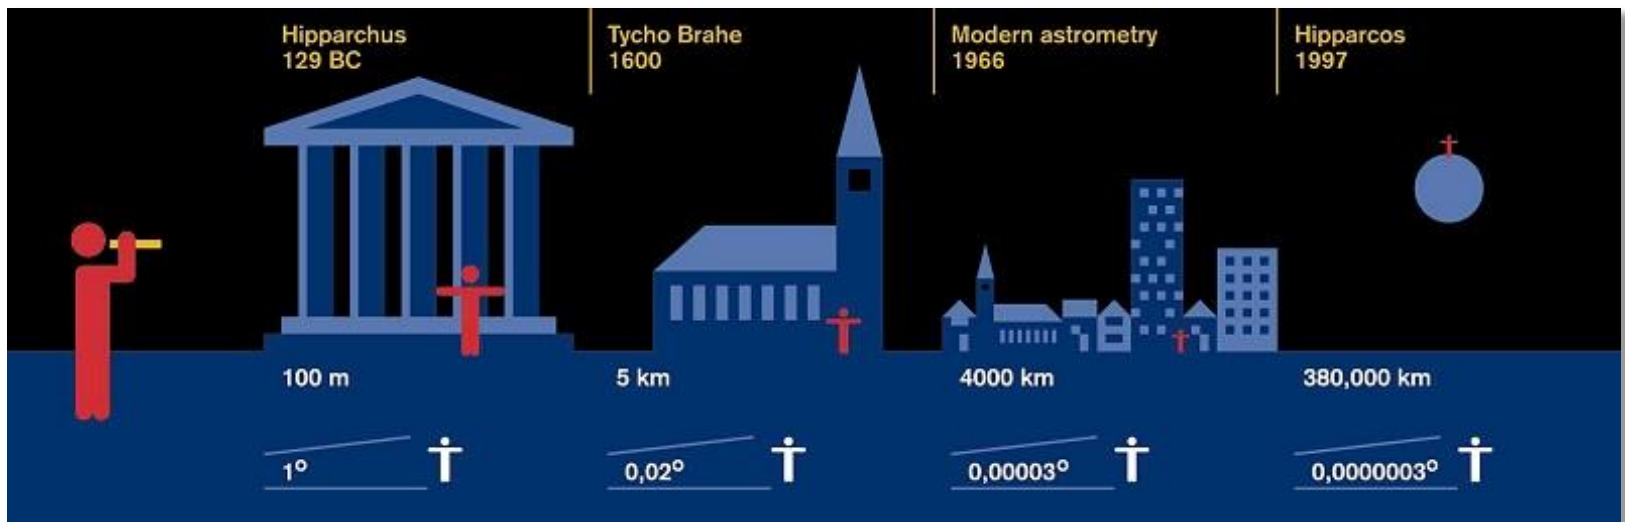 Hipparchus
129 BC
Tycho Brahe
1600
Modern astrometry
1966
Hipparcos
1997
100 m
5 km
4000 km
380,000 km
1°
0,02°
0,00003°
0,0000003°